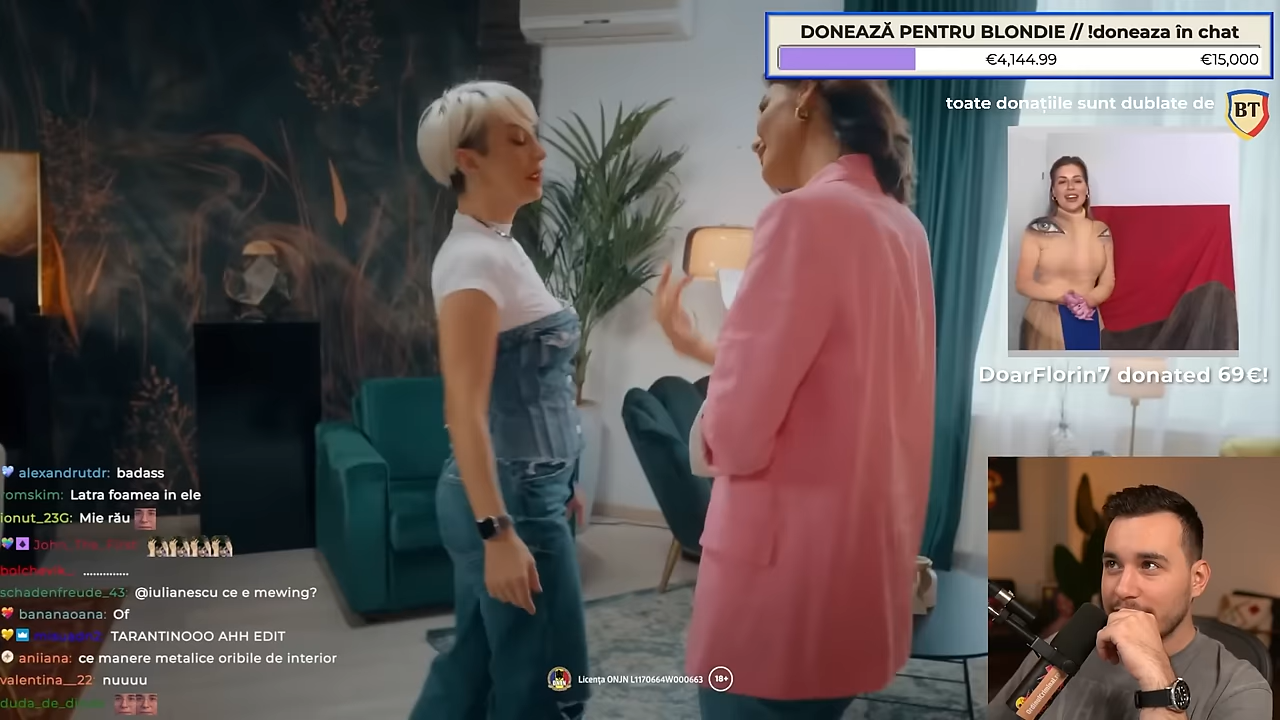 DONEAZĂ PENTRU BLONDIE // !doneaza în chat
€4,144.99 €15,000
toate donațiile sunt dublate de BT
DoarFlorin7 donated 69€!
alexandrutdr: badass
omskim: Latra foamea in ele
ionut_23G: Mie rău
..............
schadenfreude_43: @iulianescu ce e mewing?
bananaoana: Of
TARANTINOOO AHH EDIT
aniiana: ce manere metalice oribile de interior
valentina__22: nuuuu
Licența ONJN L1170664W000663 18+